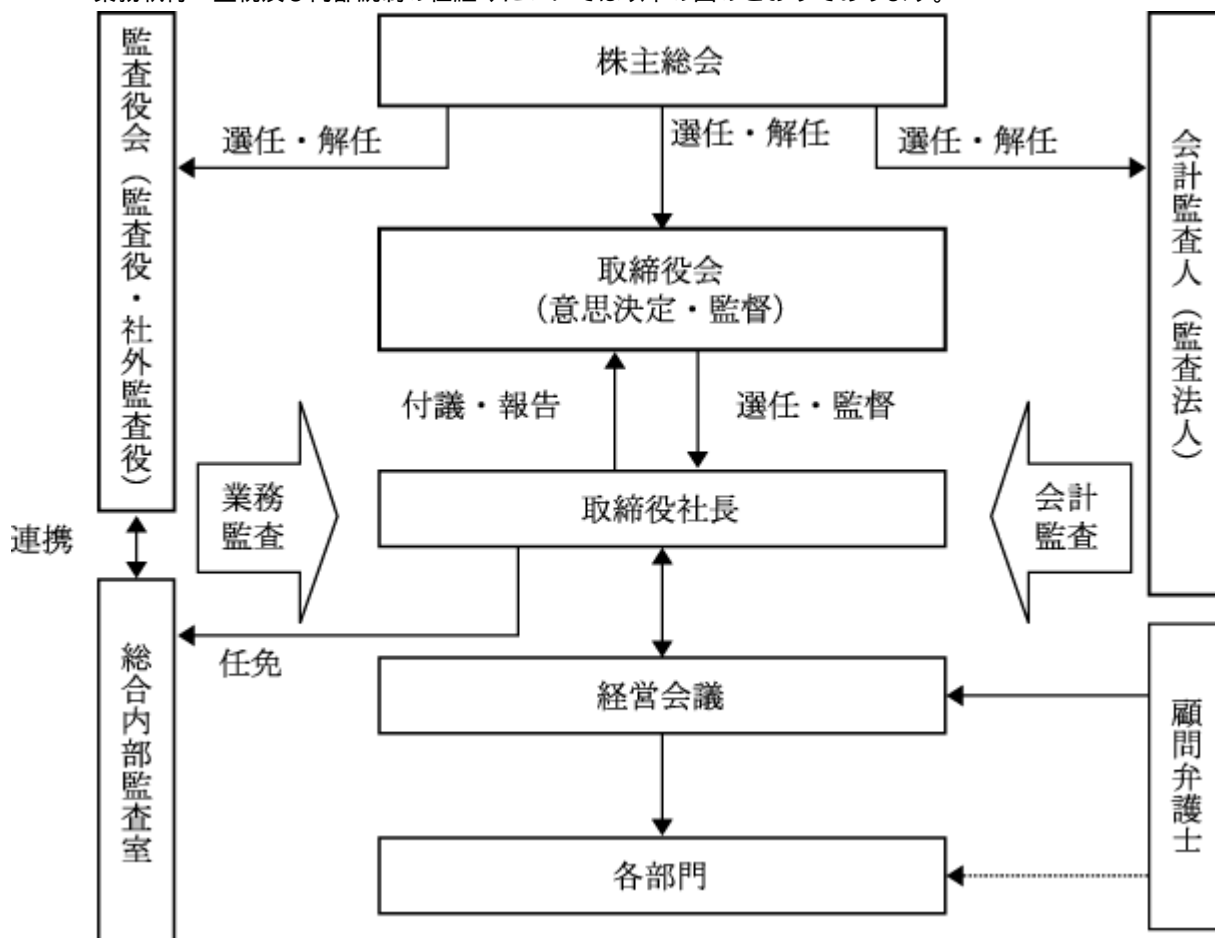 株主総会
監査役会（監査役・社外監査役）
会計監査人（監査法人）
選任・解任
選任・解任
選任・解任
取締役会
（意思決定・監督）
付議・報告
選任・監督
業務
監査
取締役社長
会計
監査
連携
任免
総合内部監査室
経営会議
顧問弁護士
各部門